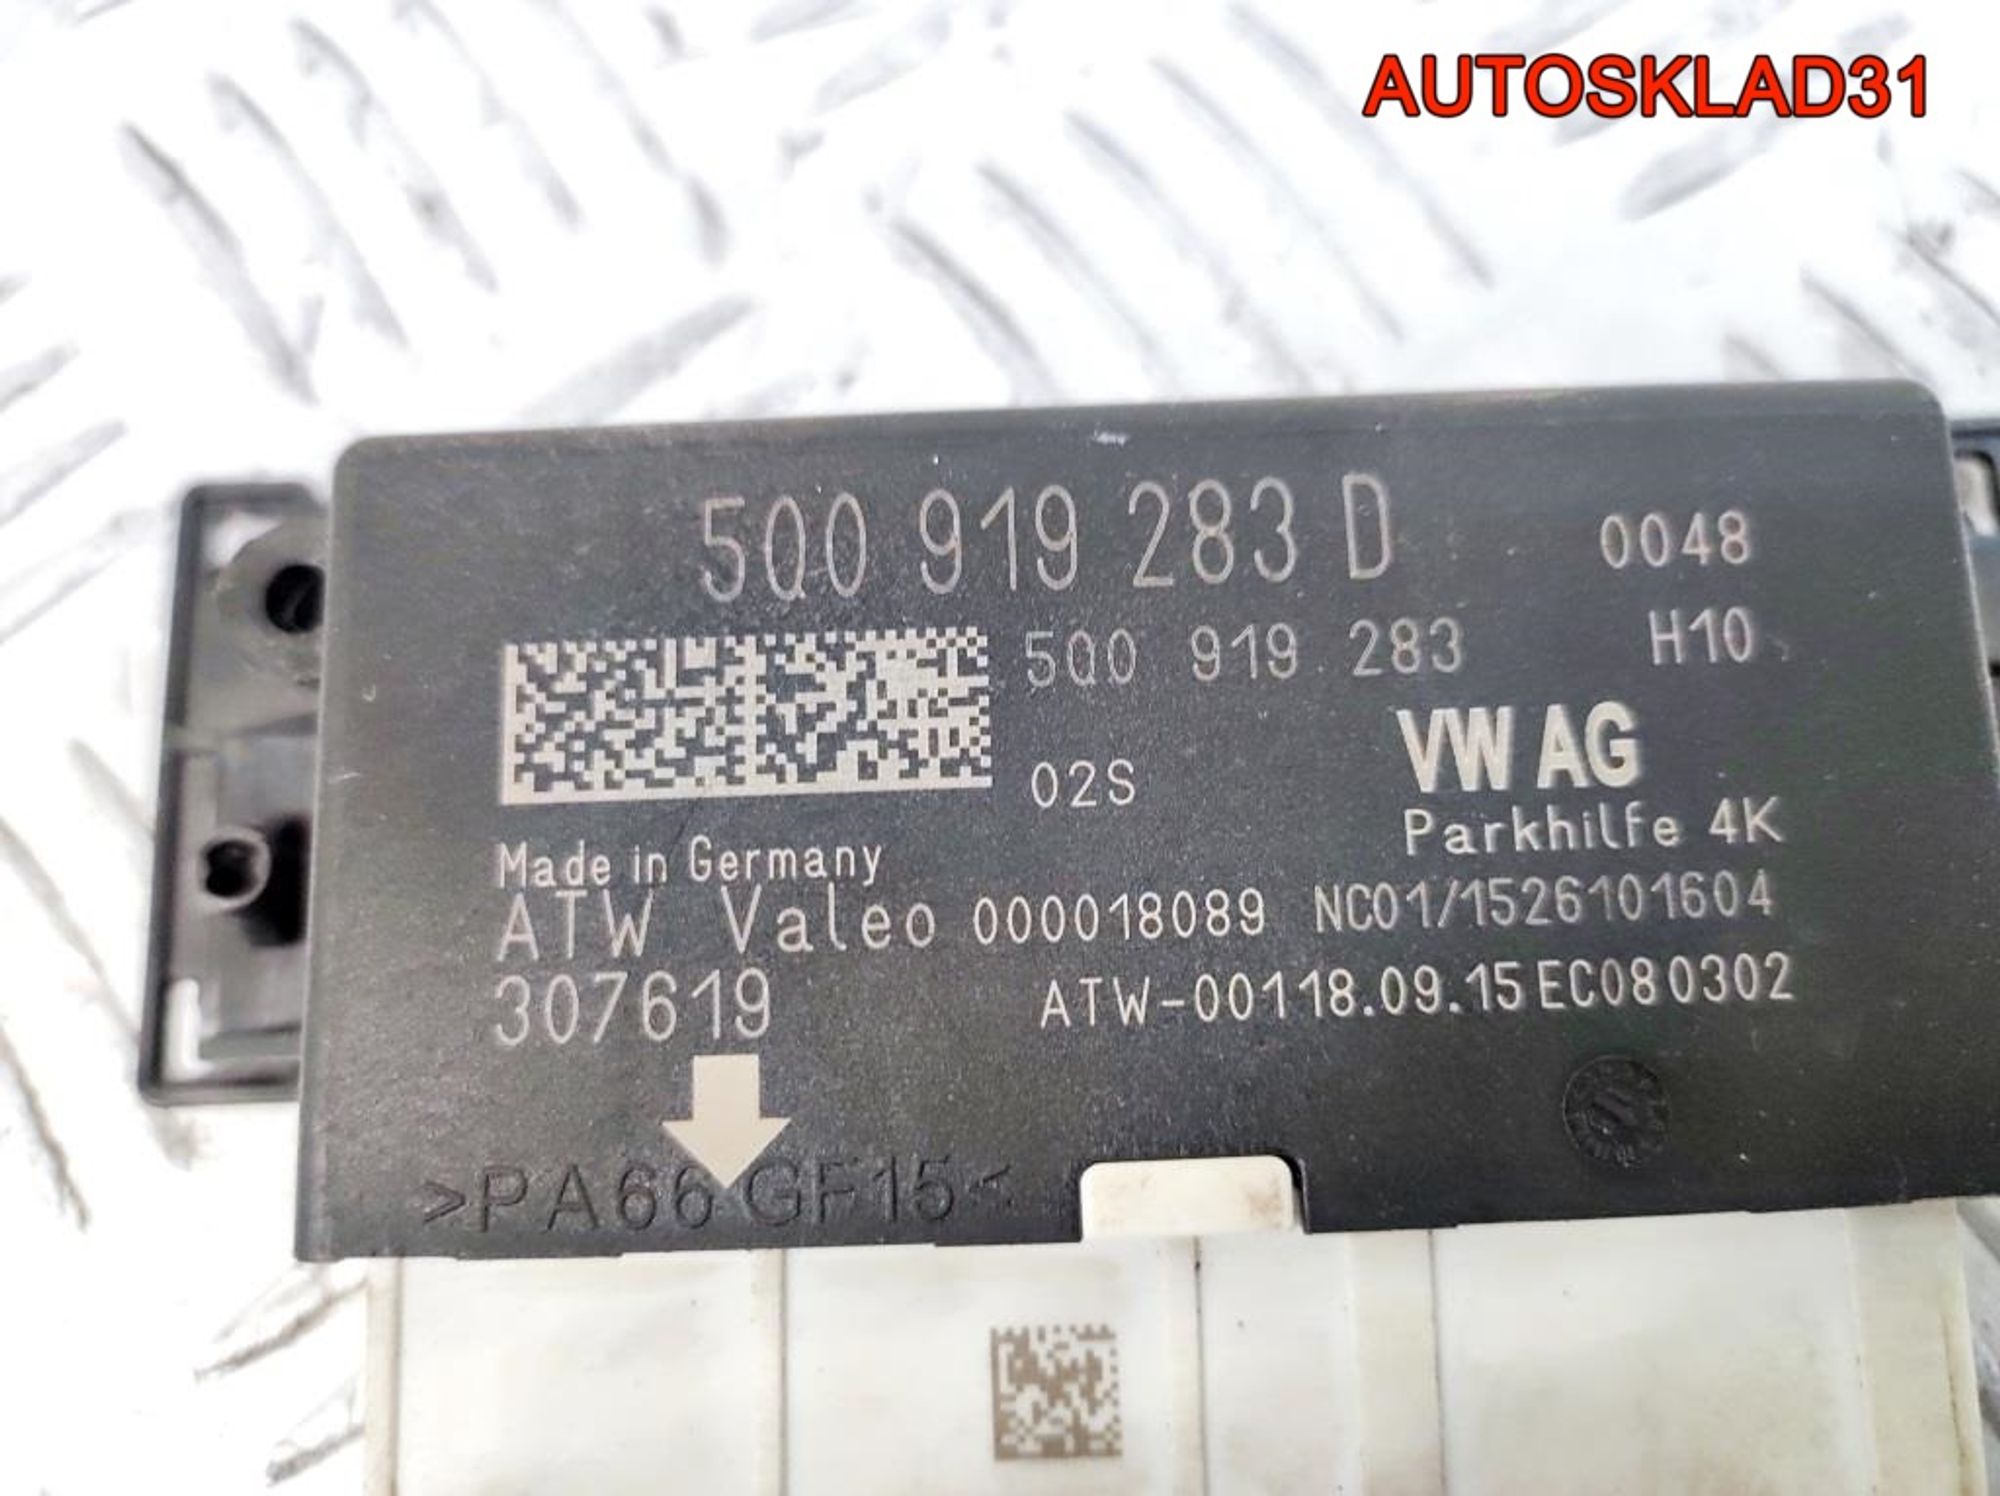 AUTOSKLAD31
5Q0 919 283 D 0048
5Q0 919 283 H10
02S VW AG
Parkhilfe 4K
Made in Germany
ATW Valeo 000018089 NC01/1526101604
307619 ATW-00118.09.15 EC080302
>PA66 GF15<